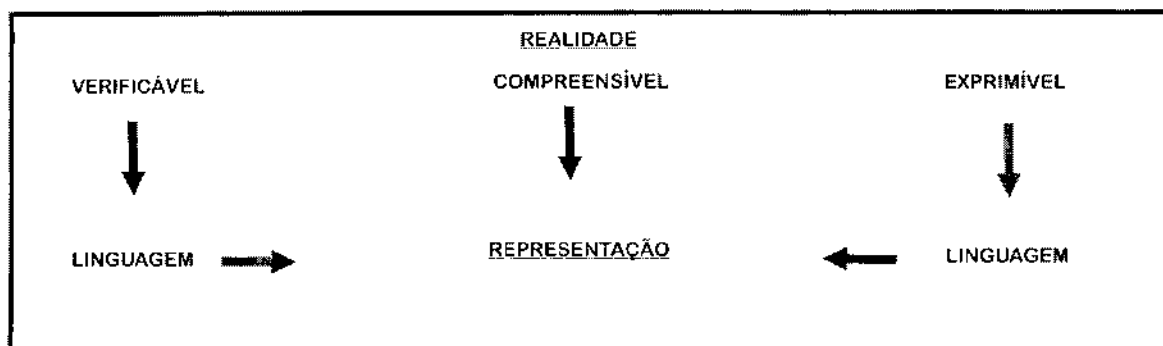 REALIDADE
VERIFICÁVEL COMPREENSÍVEL EXPRIMÍVEL
LINGUAGEM REPRESENTAÇÃO LINGUAGEM